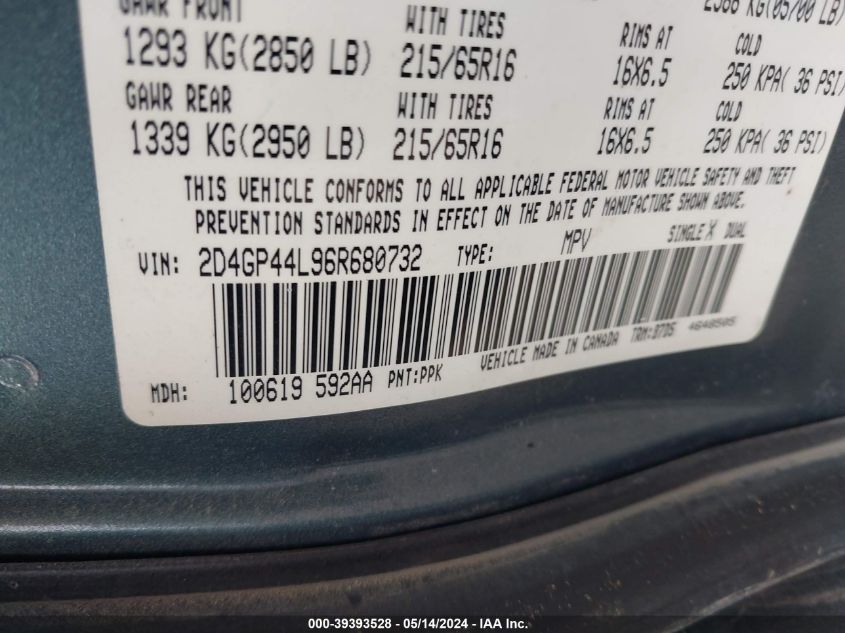 GAWR FRONT WITH TIRES RIMS AT COLD
1293 KG(2850 LB) 215/65R16 16X6.5 250 KPA( 36 PSI)
GAWR REAR WITH TIRES RIMS AT COLD
1339 KG(2950 LB) 215/65R16 16X6.5 250 KPA( 36 PSI)
THIS VEHICLE CONFORMS TO ALL APPLICABLE FEDERAL MOTOR VEHICLE SAFETY AND THEFT
PREVENTION STANDARDS IN EFFECT ON THE DATE OF MANUFACTURE SHOWN ABOVE.
VIN: 2D4GP44L96R680732 TYPE: MPV SINGLE X DUAL
MDH: 100619 592AA PNT:PPK VEHICLE MADE IN CANADA TRM:B7D5 4648505
000-39393528 - 05/14/2024 - IAAI Inc.